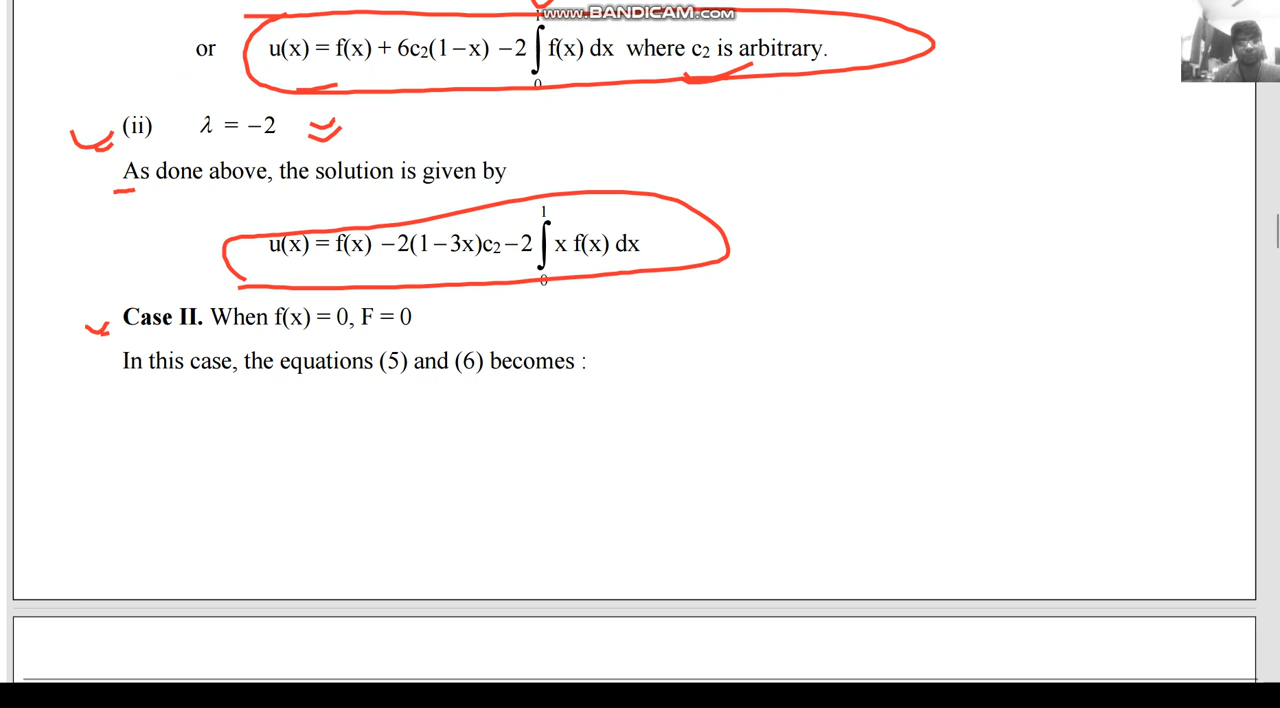 www.BANDICAM.com
or u(x) = f(x) + 6c₂(1−x) −2 ∫₀¹ f(x) dx where c₂ is arbitrary.
(ii) λ = −2
As done above, the solution is given by
u(x) = f(x) −2(1−3x)c₂−2 ∫₀¹ x f(x) dx
Case II. When f(x) = 0, F = 0
In this case, the equations (5) and (6) becomes :